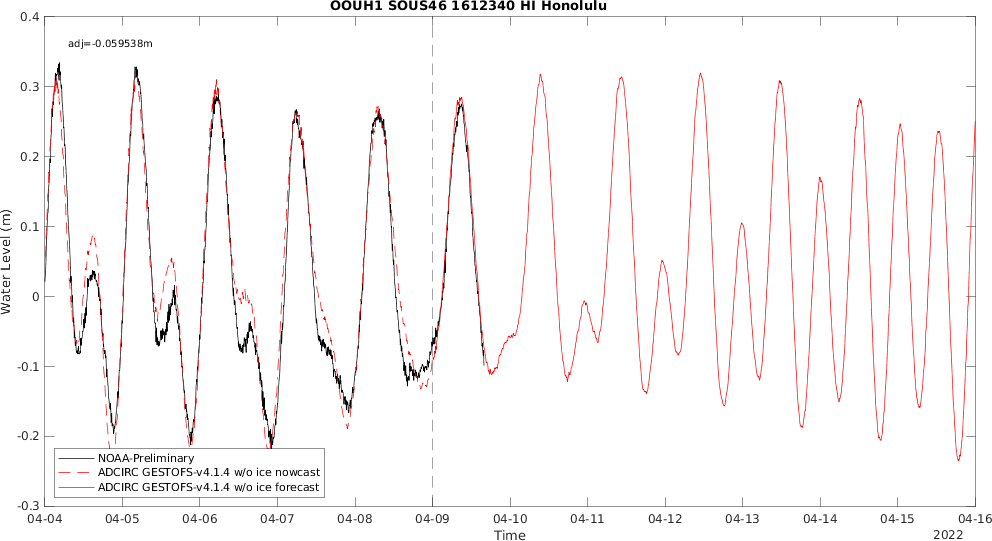 OOUH1 SOUS46 1612340 HI Honolulu
adj=-0.059538m
0.4
0.3
0.2
0.1
0
-0.1
-0.2
-0.3
Water Level (m)
NOAA-Preliminary
ADCIRC GESTOFS-v4.1.4 w/o ice nowcast
ADCIRC GESTOFS-v4.1.4 w/o ice forecast
04-04 04-05 04-06 04-07 04-08 04-09 04-10 04-11 04-12 04-13 04-14 04-15 04-16
Time
2022